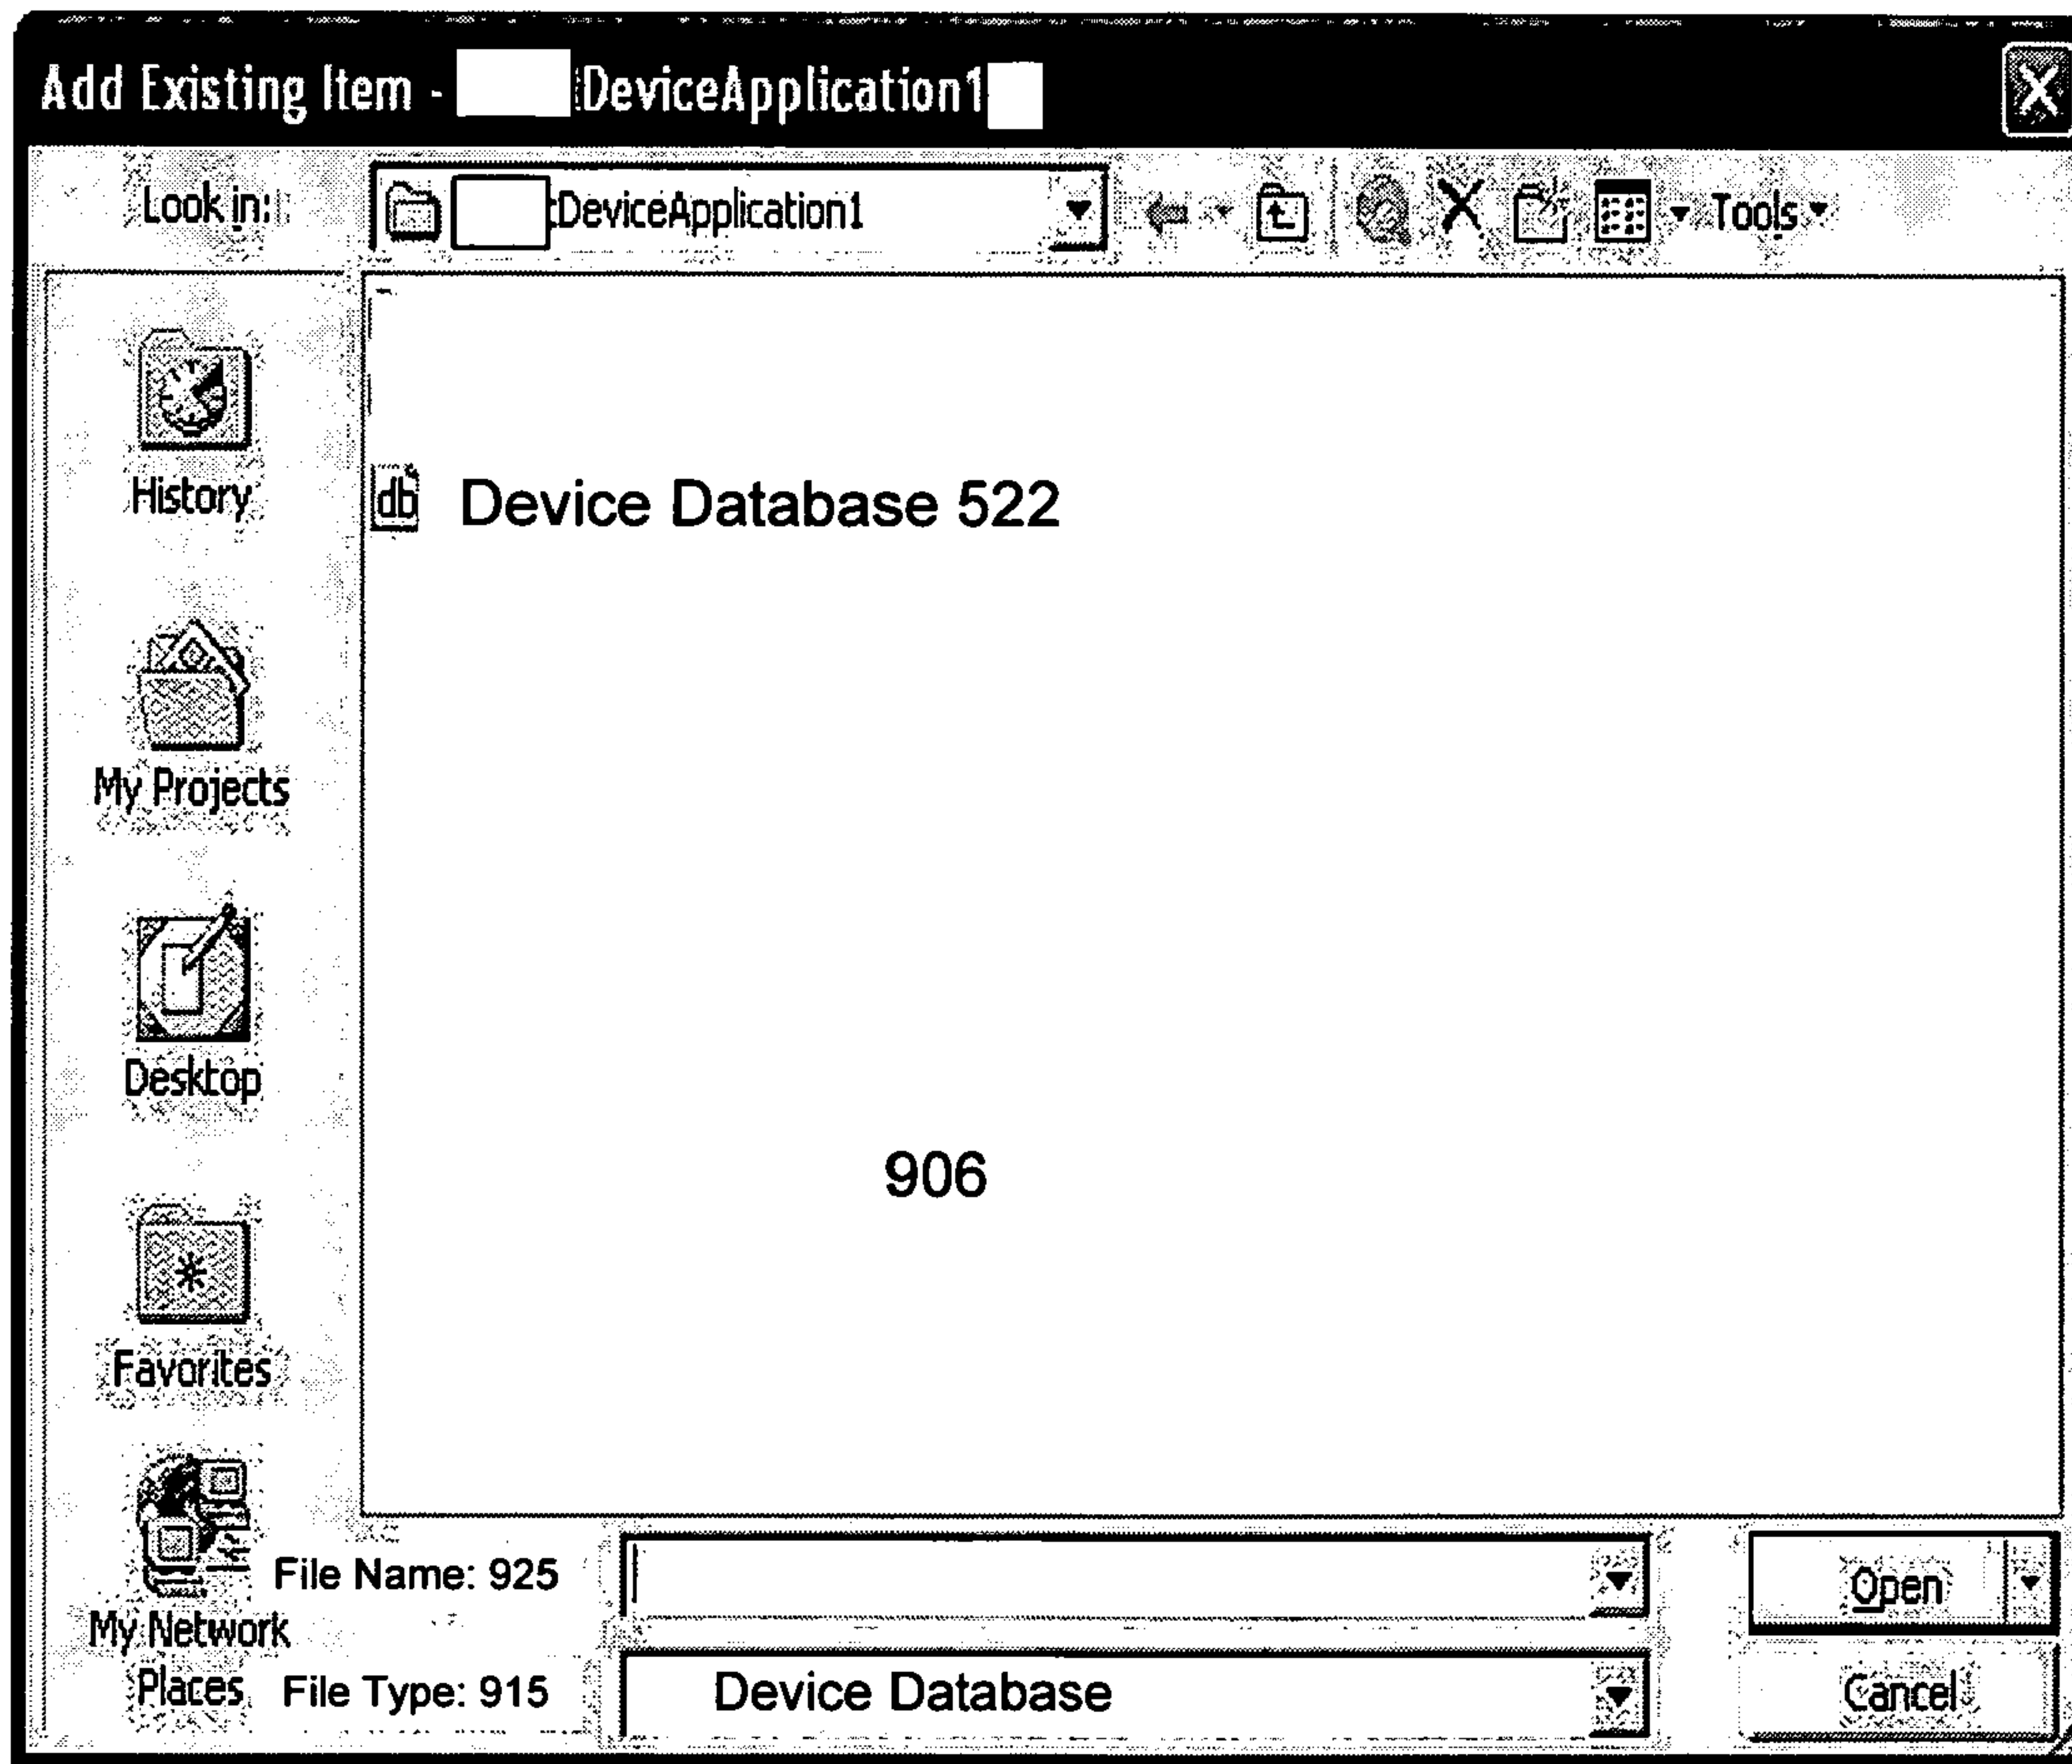 Add Existing Item - DeviceApplication1
Look in: DeviceApplication1 Tools
History
db Device Database 522
My Projects
Desktop
906
Favorites
My Network
Places
File Name: 925
Open
File Type: 915 Device Database
Cancel